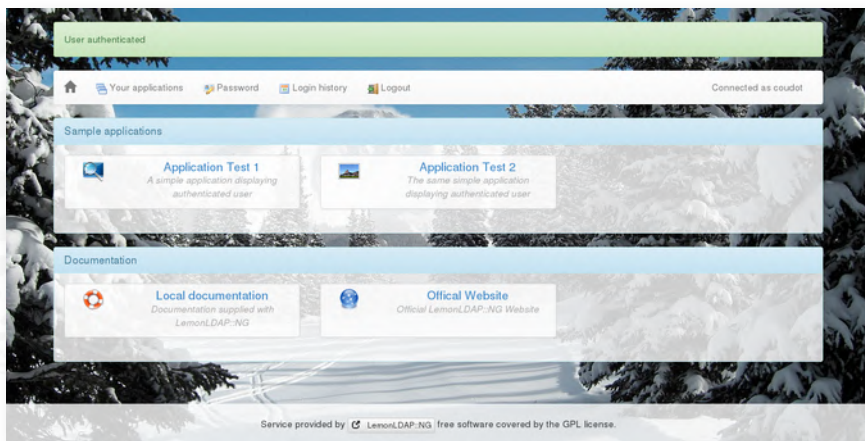 User authenticated
Your applications Password Login history Logout Connected as coudot
Sample applications
Application Test 1
A simple application displaying
authenticated user
Application Test 2
The same simple application
displaying authenticated user
Documentation
Local documentation
Documentation supplied with
LemonLDAP::NG
Offical Website
Official LemonLDAP::NG Website
Service provided by LemonLDAP::NG free software covered by the GPL license.